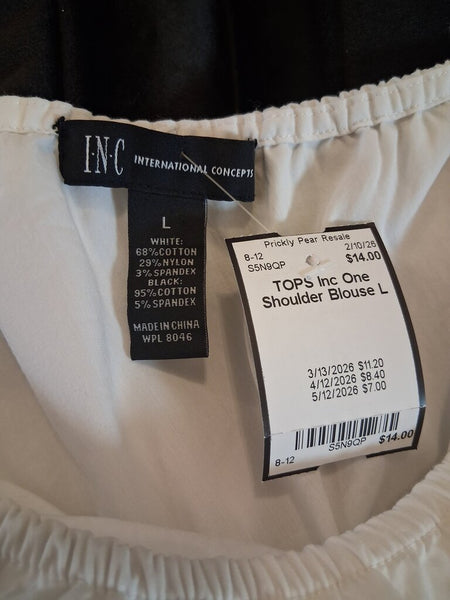 I·N·C INTERNATIONAL CONCEPTS
L
WHITE:
68% COTTON
29% NYLON
3% SPANDEX
BLACK:
95% COTTON
5% SPANDEX
MADE IN CHINA
WPL 8046
Prickly Pear Resale
8-12 2/10/26
S5N9QP $14.00
TOPS Inc One
Shoulder Blouse L
3/13/2026 $11.20
4/12/2026 $8.40
5/12/2026 $7.00
S5N9QP $14.00
8-12